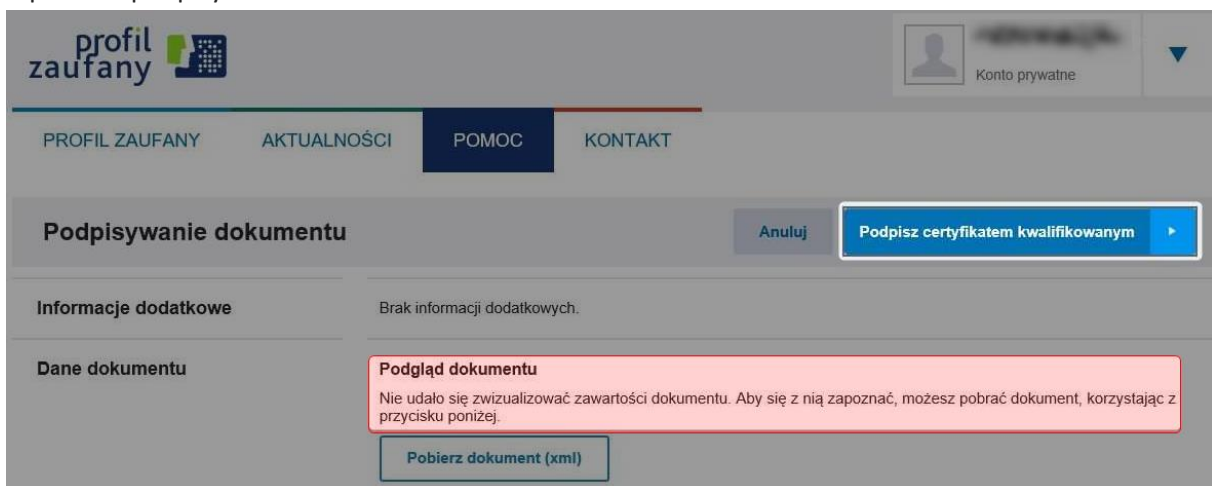 profil
zaufany
Konto prywatne
PROFIL ZAUFANY AKTUALNOŚCI POMOC KONTAKT
Podpisywanie dokumentu
Anuluj Podpisz certyfikatem kwalifikowanym
Informacje dodatkowe Brak informacji dodatkowych.
Dane dokumentu Podgląd dokumentu
Nie udało się zwizualizować zawartości dokumentu. Aby się z nią zapoznać, możesz pobrać dokument, korzystając z
przycisku poniżej.
Pobierz dokument (xml)